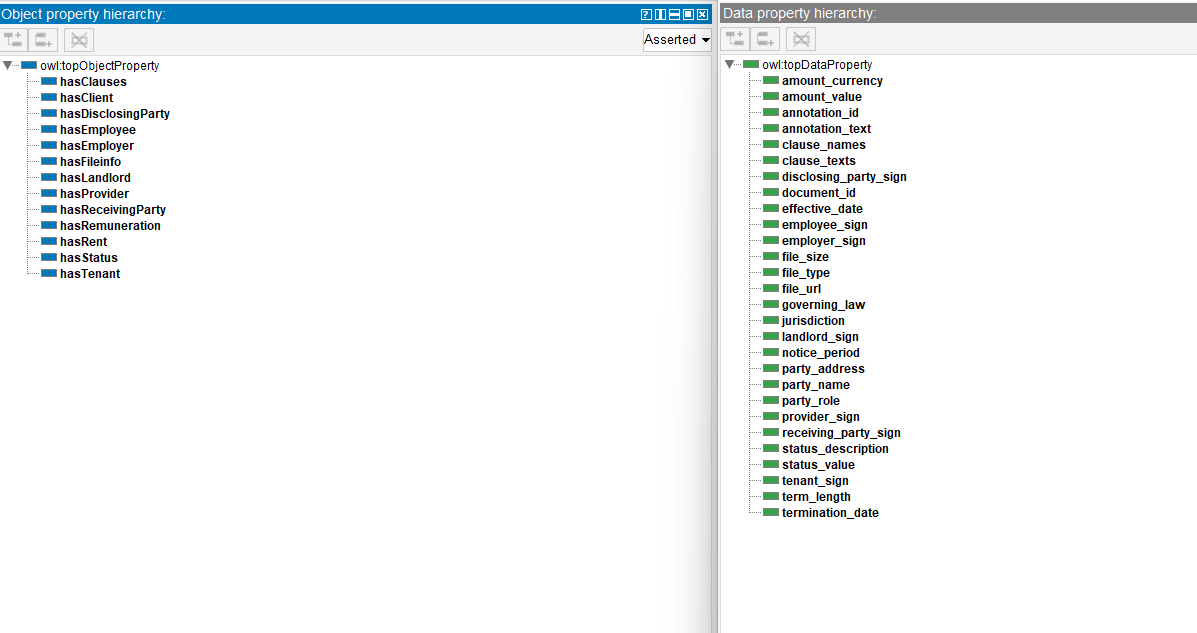 Object property hierarchy:
Asserted
owl:topObjectProperty
hasClauses
hasClient
hasDisclosingParty
hasEmployee
hasEmployer
hasFileinfo
hasLandlord
hasProvider
hasReceivingParty
hasRemuneration
hasRent
hasStatus
hasTenant
Data property hierarchy:
owl:topDataProperty
amount_currency
amount_value
annotation_id
annotation_text
clause_names
clause_texts
disclosing_party_sign
document_id
effective_date
employee_sign
employer_sign
file_size
file_type
file_url
governing_law
jurisdiction
landlord_sign
notice_period
party_address
party_name
party_role
provider_sign
receiving_party_sign
status_description
status_value
tenant_sign
term_length
termination_date